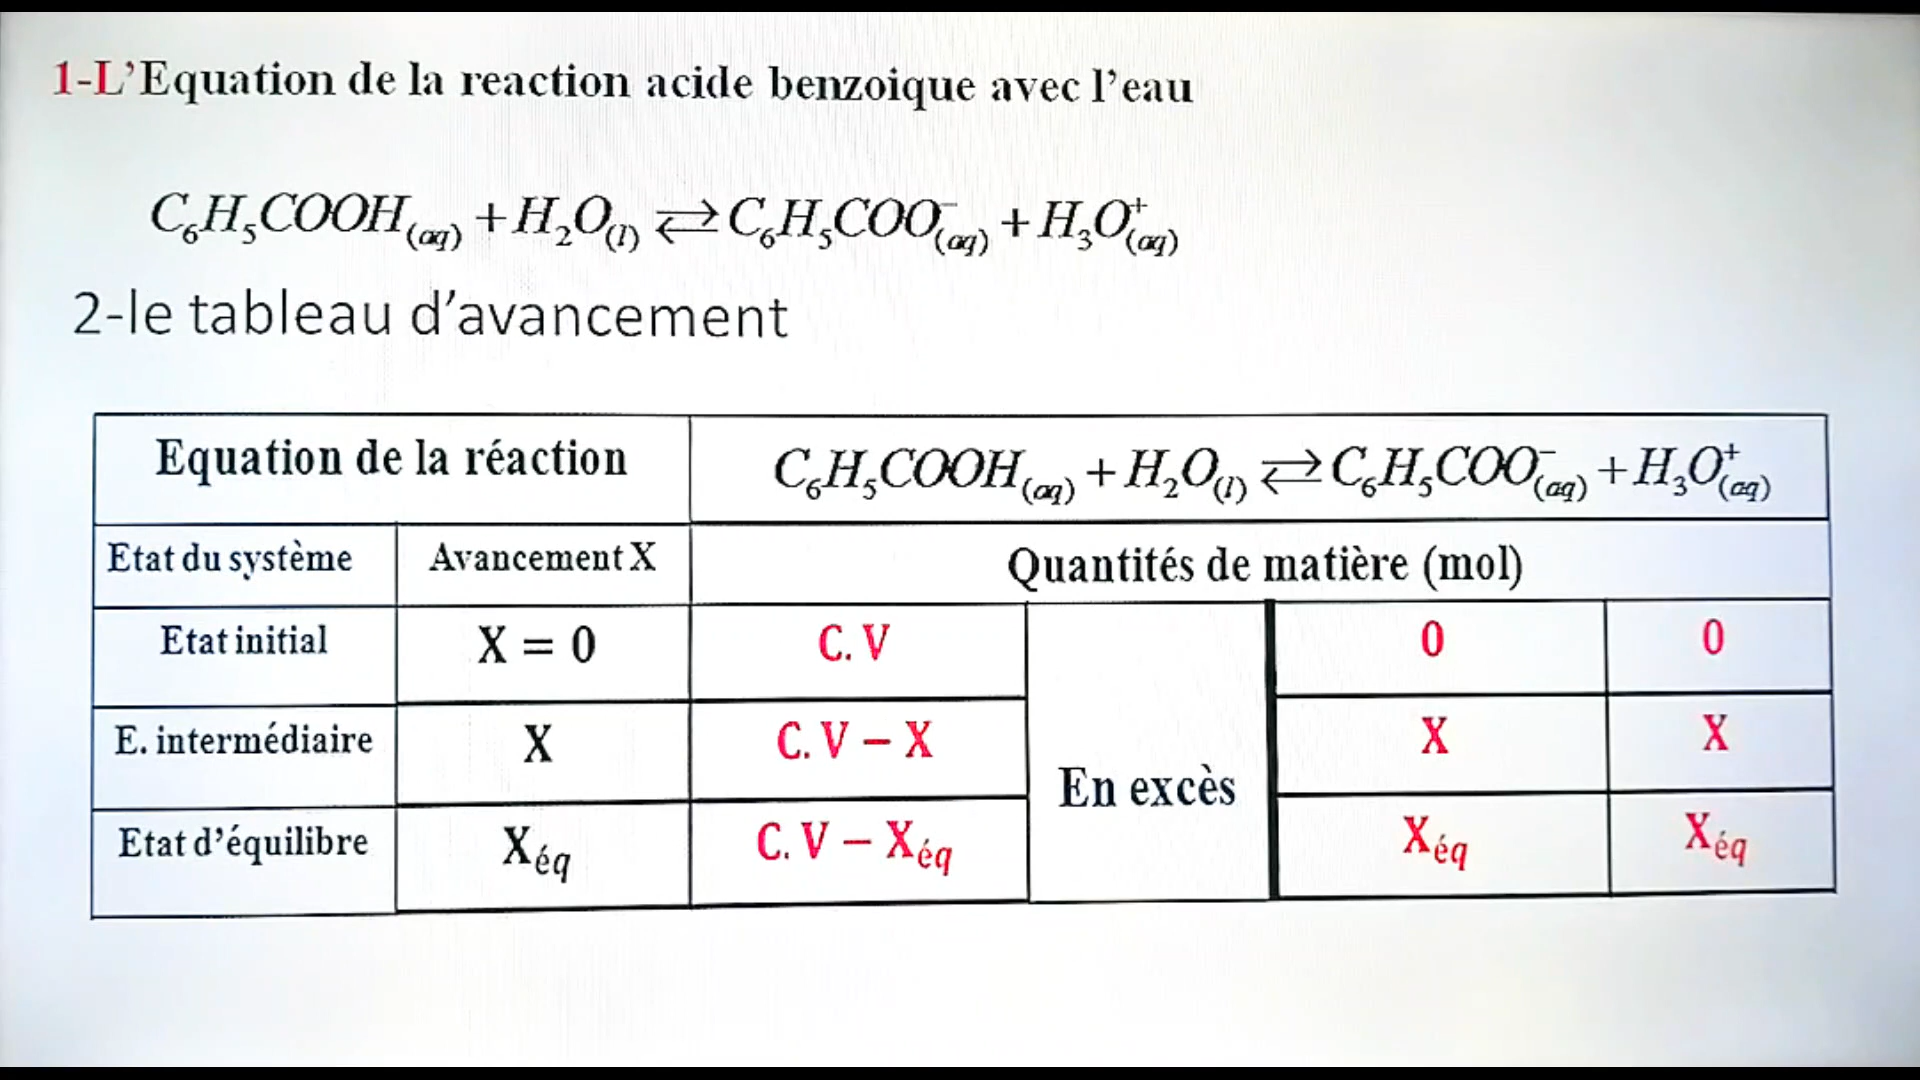 1-L’Equation de la reaction acide benzoique avec l’eau
C₆H₅COOH(aq) + H₂O(l) ⇌ C₆H₅COO⁻(aq) + H₃O⁺(aq)
2-le tableau d’avancement
Equation de la réaction C₆H₅COOH(aq) + H₂O(l) ⇌ C₆H₅COO⁻(aq) + H₃O⁺(aq)
Etat du système Avancement X Quantités de matière (mol)
Etat initial X = 0 C. V 0 0
E. intermédiaire X C. V – X X X
En excès
Etat d’équilibre Xéq C. V – Xéq Xéq Xéq